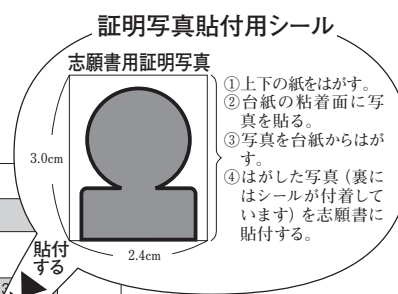 証明写真貼付用シール
志願書用証明写真
①上下の紙をはがす。
②台紙の粘着面に写
真を貼る。
③写真を台紙からはが
す。
④はがした写真（裏に
はシールが付着して
います）を志願書に
貼付する。
3.0cm
2.4cm
貼付
する
3